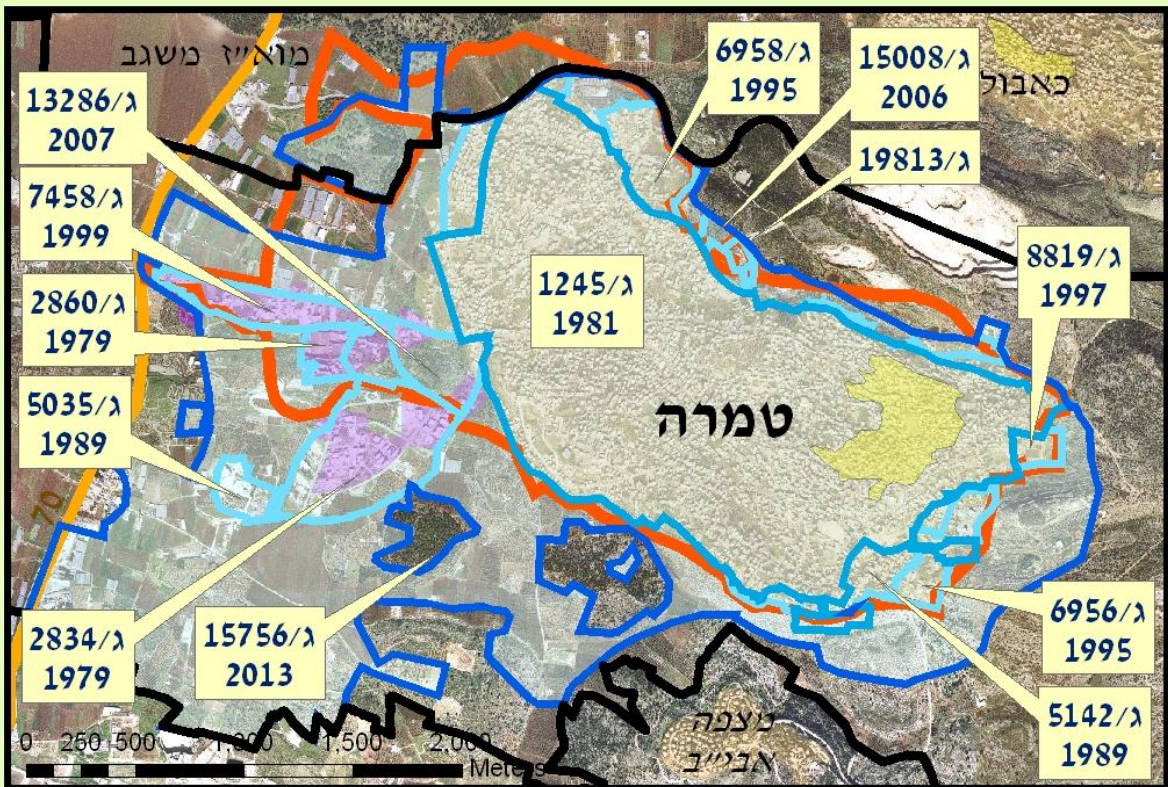 מוא"ז משגב
כאבול
ג/6958
1995
ג/15008
2006
ג/19813
ג/13286
2007
ג/7458
1999
ג/2860
1979
ג/5035
1989
ג/8819
1997
ג/1245
1981
טמרה
70
ג/2834
1979
ג/15756
2013
ג/6956
1995
ג/5142
1989
מצפה
אבי"ב
0 250 500 1,000 1,500 2,000
Meters